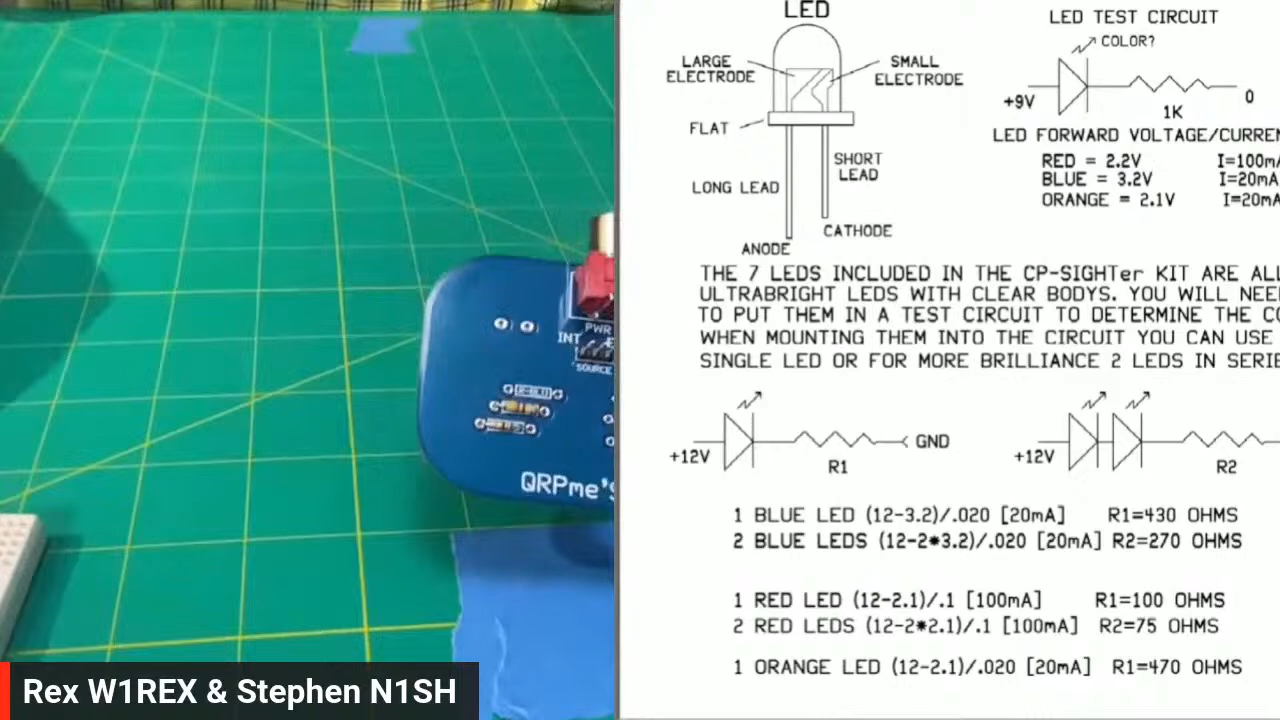 PWR
INT
SOURCE
QRPme's
Rex W1REX & Stephen N1SH
LED
LARGE ELECTRODE
SMALL ELECTRODE
FLAT
SHORT LEAD
LONG LEAD
CATHODE
ANODE
LED TEST CIRCUIT
COLOR?
+9V
1K
0
LED FORWARD VOLTAGE/CURREN
RED = 2.2V I=100mA
BLUE = 3.2V I=20mA
ORANGE = 2.1V I=20mA
THE 7 LEDS INCLUDED IN THE CP-SIGHTer KIT ARE ALL
ULTRABRIGHT LEDS WITH CLEAR BODYS. YOU WILL NEED
TO PUT THEM IN A TEST CIRCUIT TO DETERMINE THE CO
WHEN MOUNTING THEM INTO THE CIRCUIT YOU CAN USE
SINGLE LED OR FOR MORE BRILLIANCE 2 LEDS IN SERIE
+12V
R1
GND
+12V
R2
1 BLUE LED (12-3.2)/.020 [20mA] R1=430 OHMS
2 BLUE LEDS (12-2*3.2)/.020 [20mA] R2=270 OHMS
1 RED LED (12-2.1)/.1 [100mA] R1=100 OHMS
2 RED LEDS (12-2*2.1)/.1 [100mA] R2=75 OHMS
1 ORANGE LED (12-2.1)/.020 [20mA] R1=470 OHMS